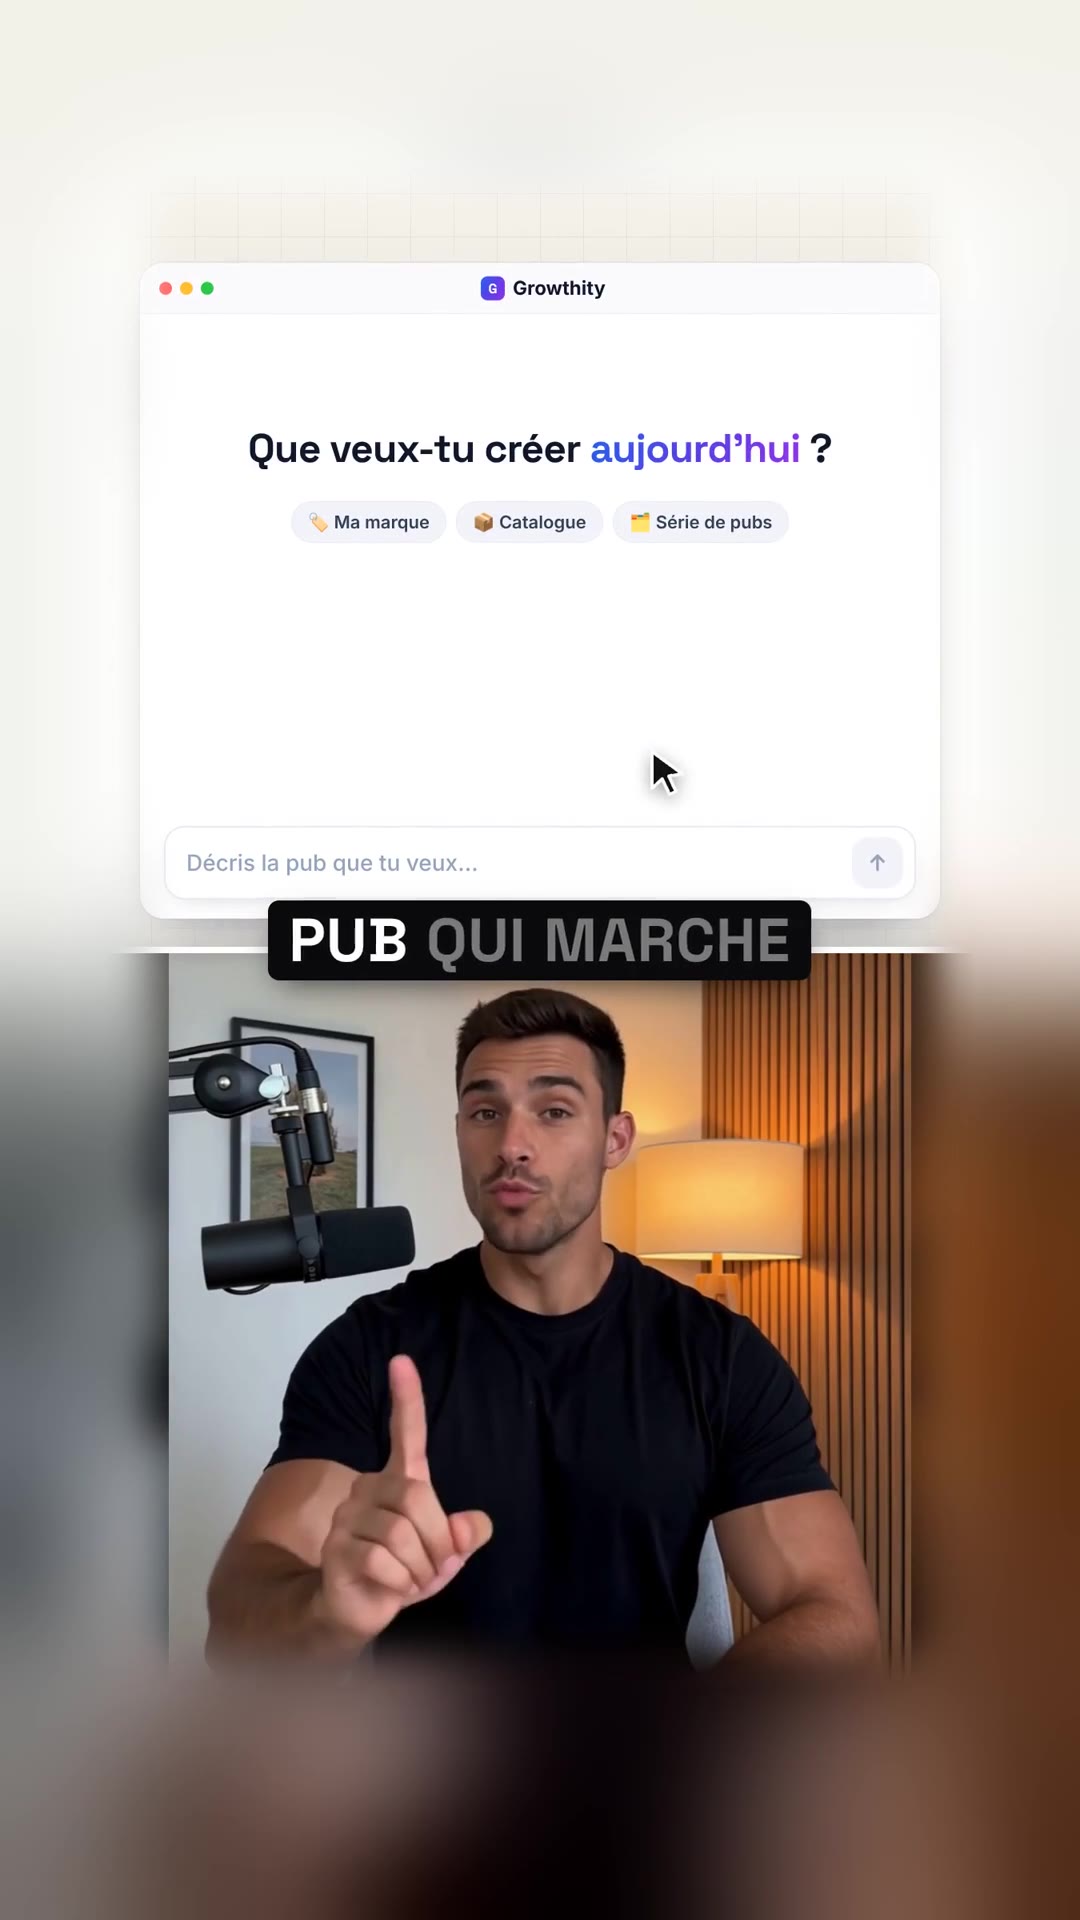 Growthity
Que veux-tu créer aujourd’hui ?
Ma marque
Catalogue
Série de pubs
Décris la pub que tu veux...
PUB QUI MARCHE